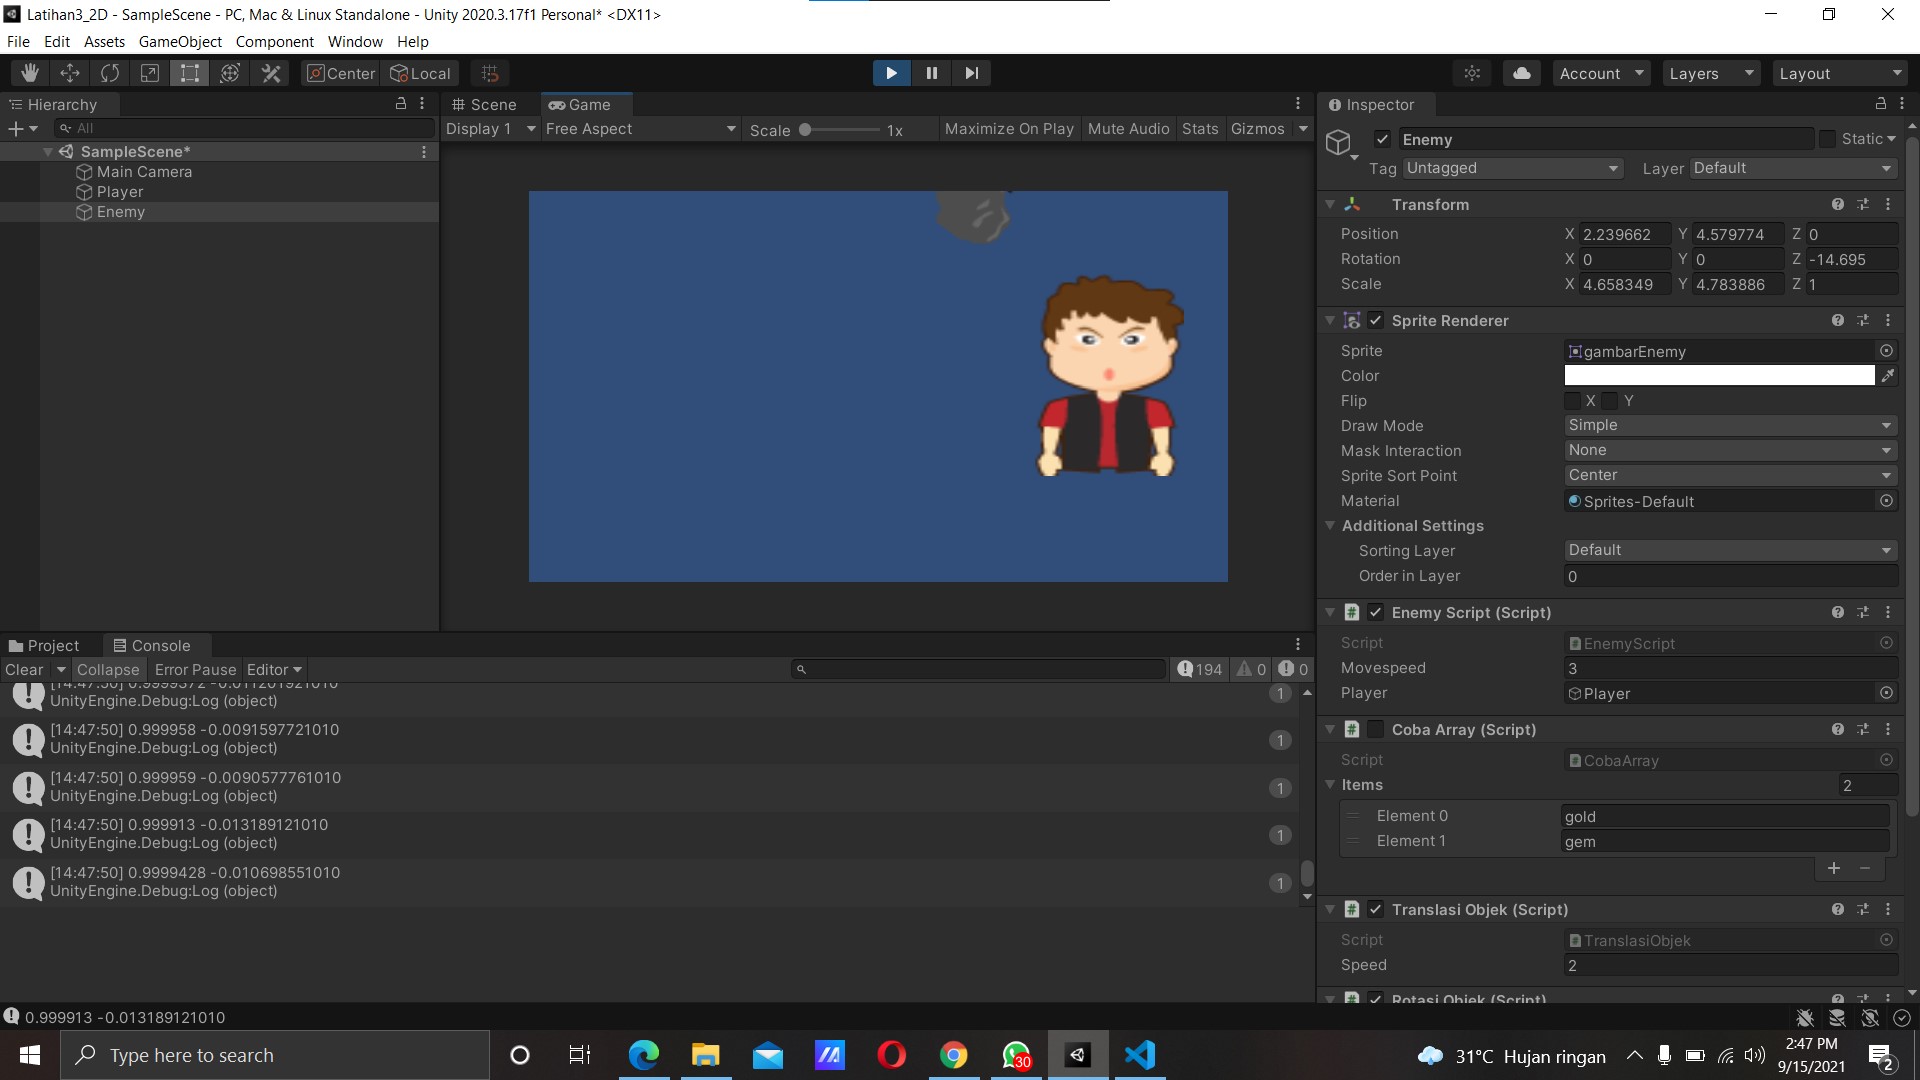 Latihan3_2D - SampleScene - PC, Mac & Linux Standalone - Unity 2020.3.17f1 Personal* <DX11>
File Edit Assets GameObject Component Window Help
Center Local Account Layers Layout
Hierarchy
All
SampleScene*
Main Camera
Player
Enemy
Scene Game
Display 1 Free Aspect Scale 1x Maximize On Play Mute Audio Stats Gizmos
Inspector
Enemy Static
Tag Untagged Layer Default
Transform
Position X 2.239662 Y 4.579774 Z 0
Rotation X 0 Y 0 Z -14.695
Scale X 4.658349 Y 4.783886 Z 1
Sprite Renderer
Sprite gambarEnemy
Color
Flip X Y
Draw Mode Simple
Mask Interaction None
Sprite Sort Point Center
Material Sprites-Default
Additional Settings
Sorting Layer Default
Order in Layer 0
Enemy Script (Script)
Script EnemyScript
Movespeed 3
Player Player
Coba Array (Script)
Script CobaArray
Items 2
Element 0 gold
Element 1 gem
+ −
Translasi Objek (Script)
Script TranslasiObjek
Speed 2
Rotasi Objek (Script)
Project Console
Clear Collapse Error Pause Editor 194 0 0
[14:47:50] 0.9999372 -0.011201921010
UnityEngine.Debug:Log (object) 1
[14:47:50] 0.999958 -0.0091597721010
UnityEngine.Debug:Log (object) 1
[14:47:50] 0.999959 -0.0090577761010
UnityEngine.Debug:Log (object) 1
[14:47:50] 0.999913 -0.013189121010
UnityEngine.Debug:Log (object) 1
[14:47:50] 0.9999428 -0.010698551010
UnityEngine.Debug:Log (object) 1
0.999913 -0.013189121010
Type here to search
30
31°C Hujan ringan
2:47 PM
9/15/2021
2